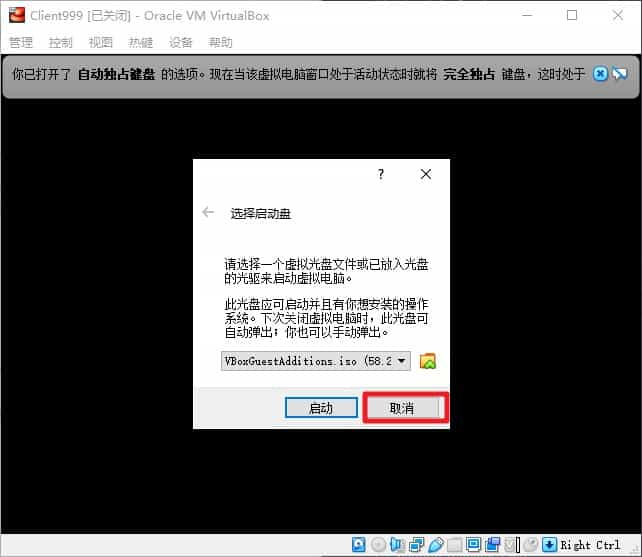 Client999 [已关闭] - Oracle VM VirtualBox
管理 控制 视图 热键 设备 帮助
你已打开了 自动独占键盘 的选项。现在当该虚拟电脑窗口处于活动状态时就将 完全独占 键盘，这时处于
?
选择启动盘
请选择一个虚拟光盘文件或已放入光盘
的光驱来启动虚拟电脑。
此光盘应可启动并且有你想安装的操作
系统。下次关闭虚拟电脑时，此光盘可
自动弹出；你也可以手动弹出。
VBoxGuestAdditions.iso (58.2
启动 取消
Right Ctrl